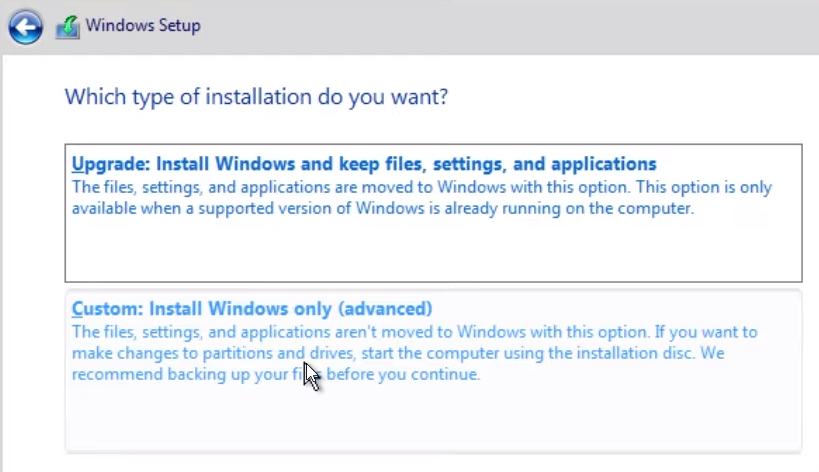 Windows Setup
Which type of installation do you want?
Upgrade: Install Windows and keep files, settings, and applications
The files, settings, and applications are moved to Windows with this option. This option is only
available when a supported version of Windows is already running on the computer.
Custom: Install Windows only (advanced)
The files, settings, and applications aren't moved to Windows with this option. If you want to
make changes to partitions and drives, start the computer using the installation disc. We
recommend backing up your files before you continue.